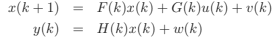 x(k + 1) = F(k)x(k) + G(k)u(k) + v(k)
y(k) = H(k)x(k) + w(k)